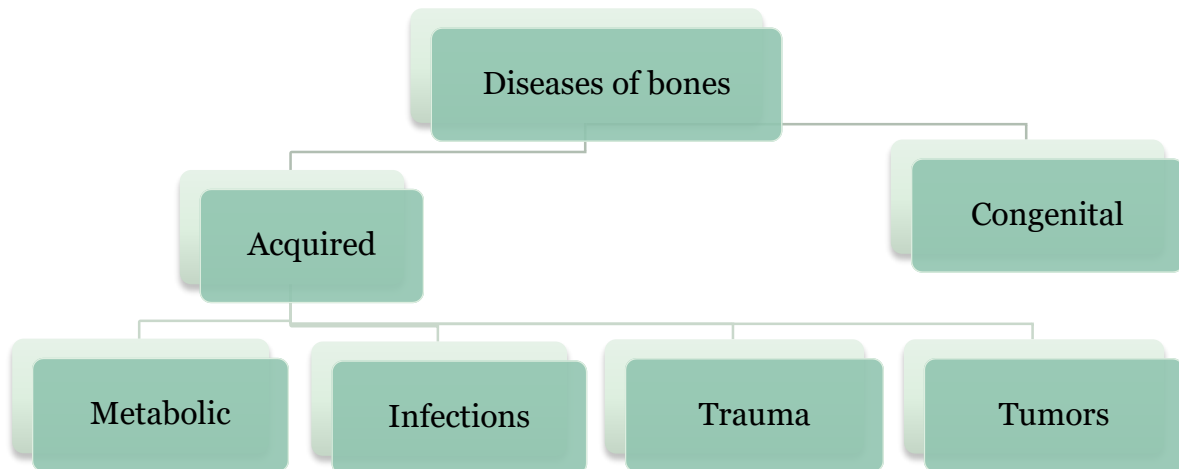 Diseases of bones
Acquired
Congenital
Metabolic
Infections
Trauma
Tumors